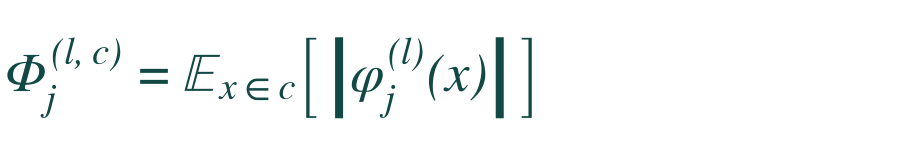 Φ_j^{(l, c)} = 𝔼_{x ∈ c}[ |φ_j^{(l)}(x)| ]